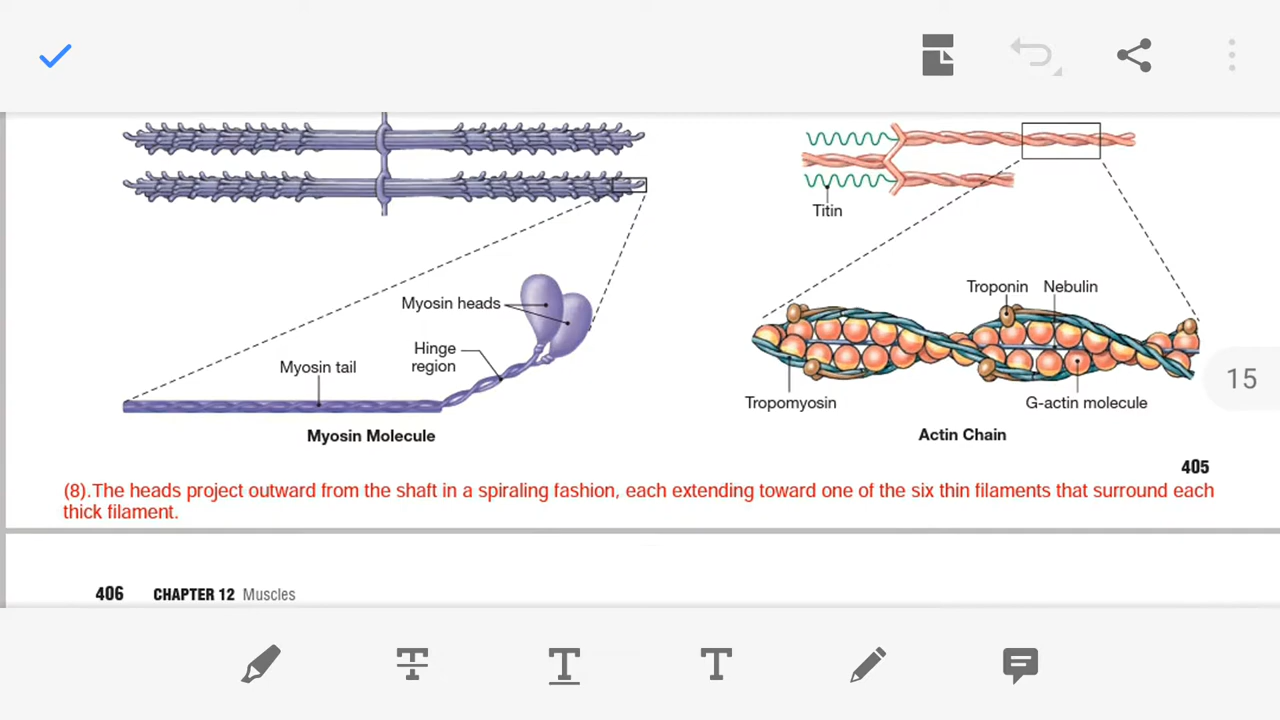 Titin
Troponin Nebulin
Myosin heads
Hinge
region
Myosin tail
15
Tropomyosin
G-actin molecule
Myosin Molecule
Actin Chain
405
(8).The heads project outward from the shaft in a spiraling fashion, each extending toward one of the six thin filaments that surround each
thick filament.
406 CHAPTER 12 Muscles
T
T
T